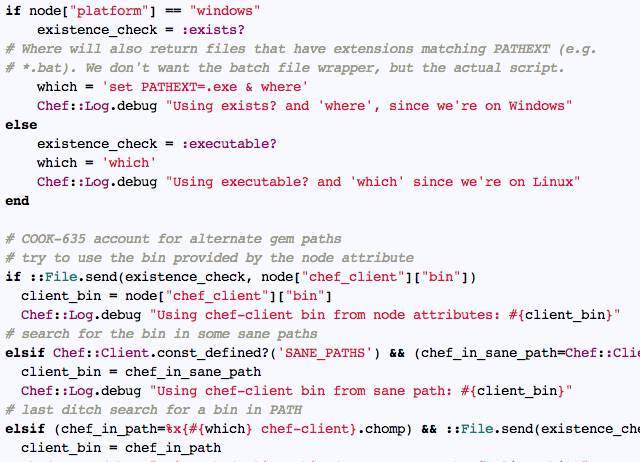 if node["platform"] == "windows"
    existence_check = :exists?
# Where will also return files that have extensions matching PATHEXT (e.g.
# *.bat). We don't want the batch file wrapper, but the actual script.
    which = 'set PATHEXT=.exe & where'
    Chef::Log.debug "Using exists? and 'where', since we're on Windows"
else
    existence_check = :executable?
    which = 'which'
    Chef::Log.debug "Using executable? and 'which' since we're on Linux"
end

# COOK-635 account for alternate gem paths
# try to use the bin provided by the node attribute
if ::File.send(existence_check, node["chef_client"]["bin"])
  client_bin = node["chef_client"]["bin"]
  Chef::Log.debug "Using chef-client bin from node attributes: #{client_bin}"
# search for the bin in some sane paths
elsif Chef::Client.const_defined?('SANE_PATHS') && (chef_in_sane_path=Chef::Clie
  client_bin = chef_in_sane_path
  Chef::Log.debug "Using chef-client bin from sane path: #{client_bin}"
# last ditch search for a bin in PATH
elsif (chef_in_path=%x{#{which} chef-client}.chomp) && ::File.send(existence_che
  client_bin = chef_in_path